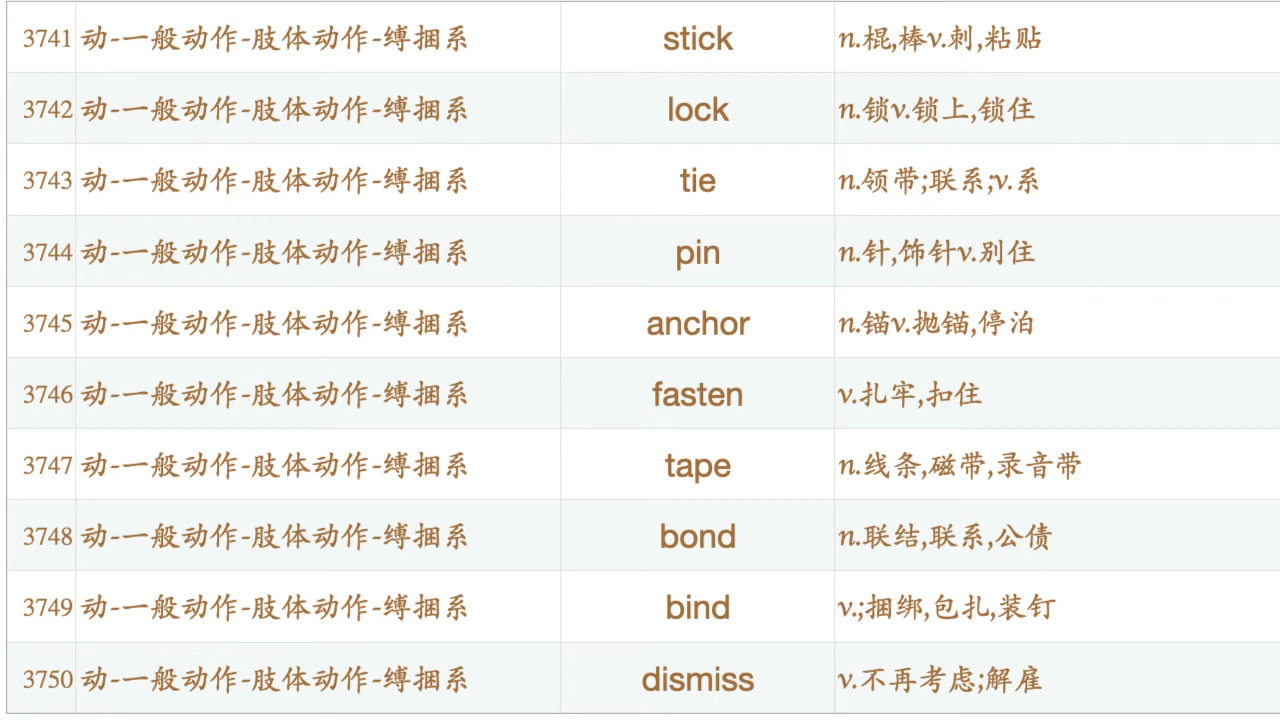 3741 动-一般动作-肢体动作-缚捆系 stick n.棍,棒v.刺,粘贴
3742 动-一般动作-肢体动作-缚捆系 lock n.锁v.锁上,锁住
3743 动-一般动作-肢体动作-缚捆系 tie n.领带;联系;v.系
3744 动-一般动作-肢体动作-缚捆系 pin n.针,饰针v.别住
3745 动-一般动作-肢体动作-缚捆系 anchor n.锚v.抛锚,停泊
3746 动-一般动作-肢体动作-缚捆系 fasten v.扎牢,扣住
3747 动-一般动作-肢体动作-缚捆系 tape n.线条,磁带,录音带
3748 动-一般动作-肢体动作-缚捆系 bond n.联结,联系,公债
3749 动-一般动作-肢体动作-缚捆系 bind v.;捆绑,包扎,装钉
3750 动-一般动作-肢体动作-缚捆系 dismiss v.不再考虑;解雇